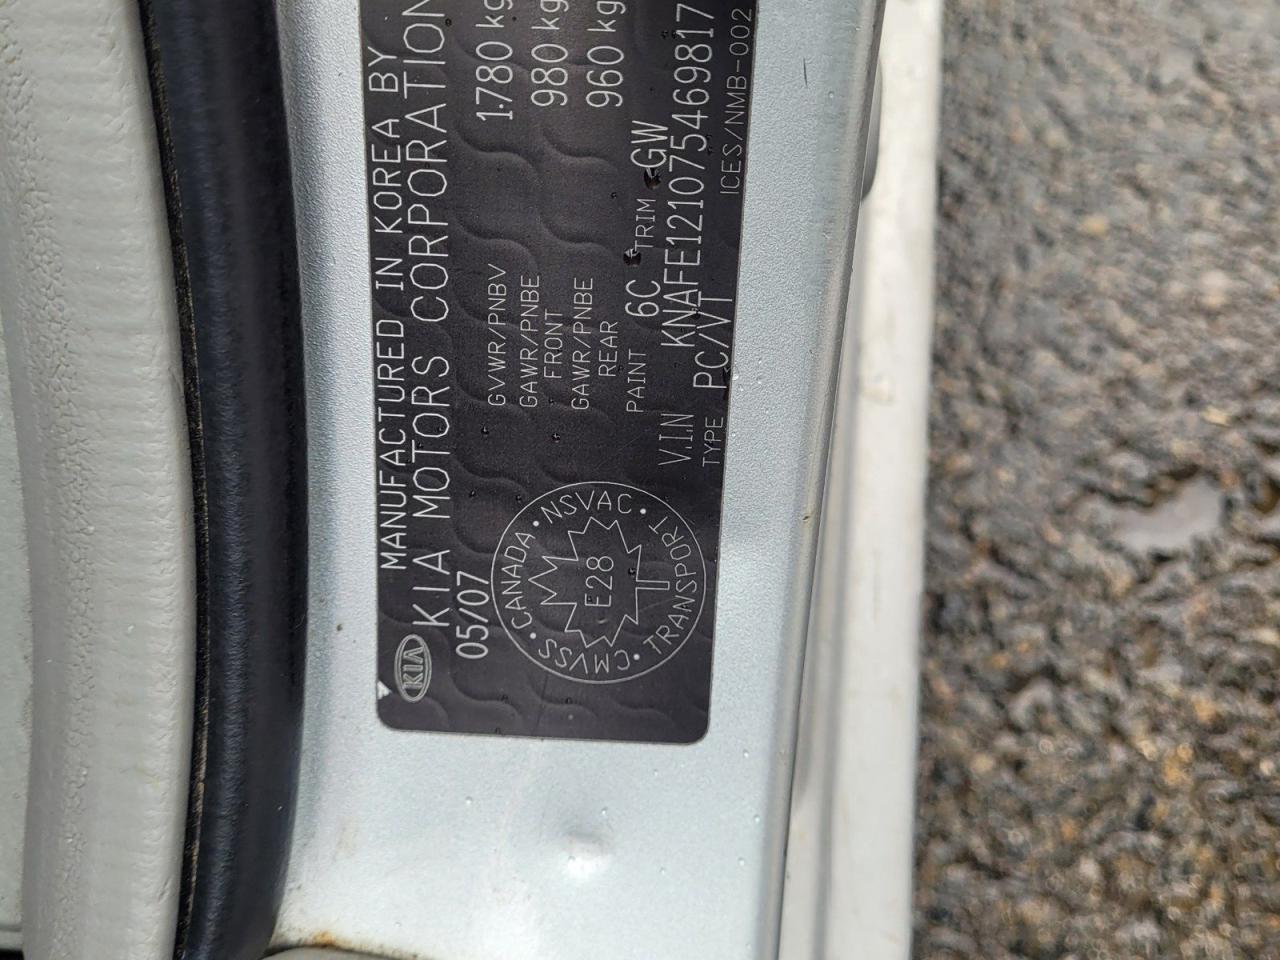 KIA
MANUFACTURED IN KOREA BY
KIA MOTORS CORPORATION
05/07
GVWR/PNBV 1.780 kg
GAWR/PNBE 980 kg
FRONT
GAWR/PNBE 960 kg
REAR
PAINT 6C TRIM GW
V.I.N KNAFE121075469817
TYPE PC/VT
ICES/NMB-002
CANADA • NSVAC • TRANSPORT • CMVSS •
E28